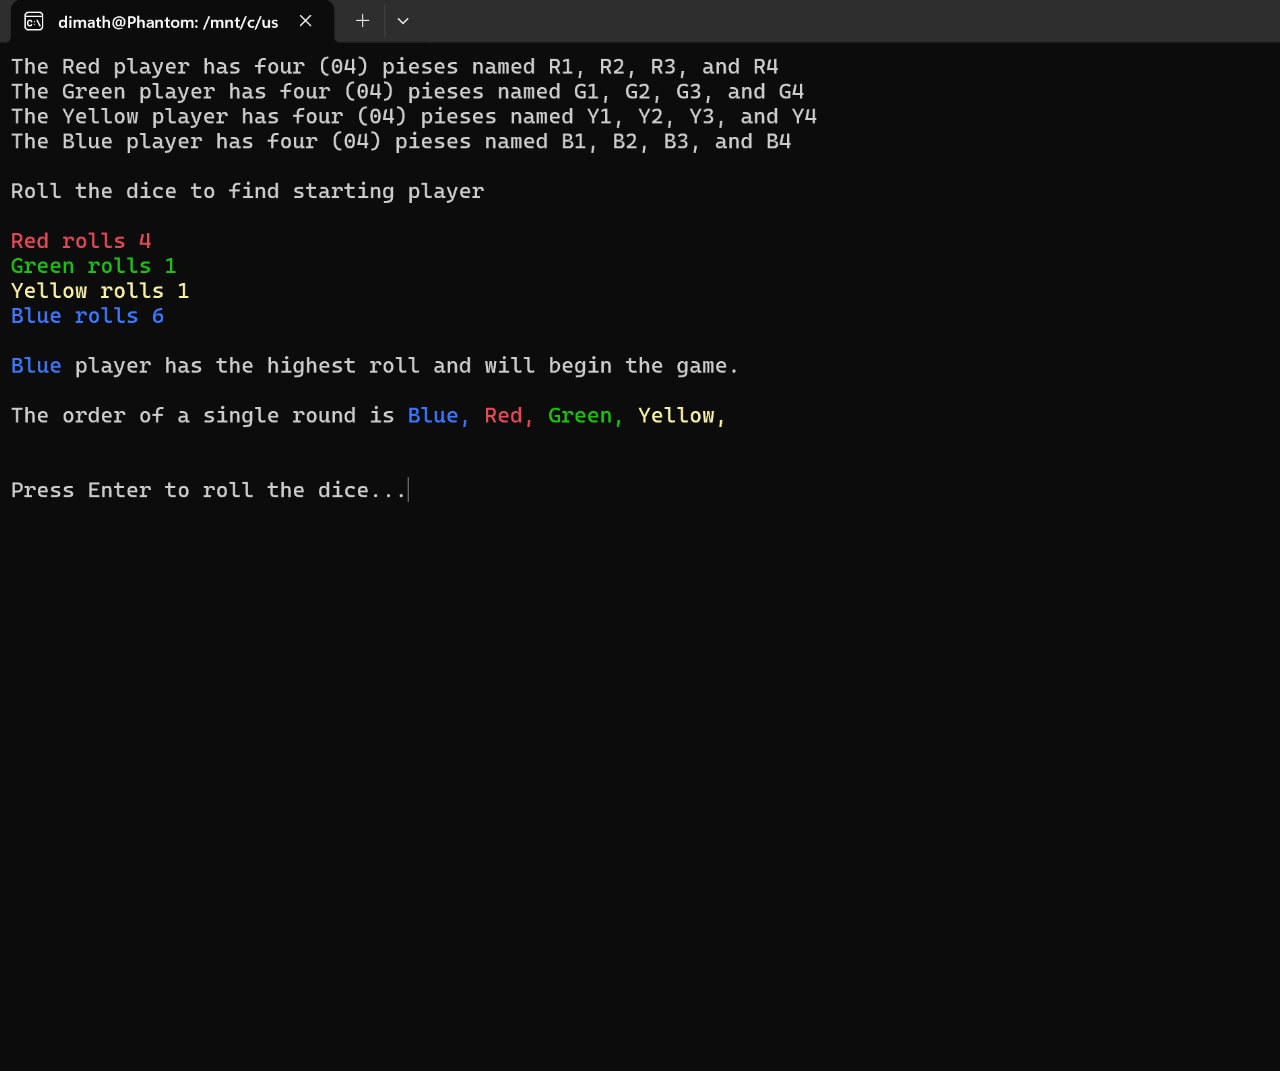 dimath@Phantom: /mnt/c/us
The Red player has four (04) pieses named R1, R2, R3, and R4
The Green player has four (04) pieses named G1, G2, G3, and G4
The Yellow player has four (04) pieses named Y1, Y2, Y3, and Y4
The Blue player has four (04) pieses named B1, B2, B3, and B4
Roll the dice to find starting player
Red rolls 4
Green rolls 1
Yellow rolls 1
Blue rolls 6
Blue player has the highest roll and will begin the game.
The order of a single round is Blue, Red, Green, Yellow,
Press Enter to roll the dice...